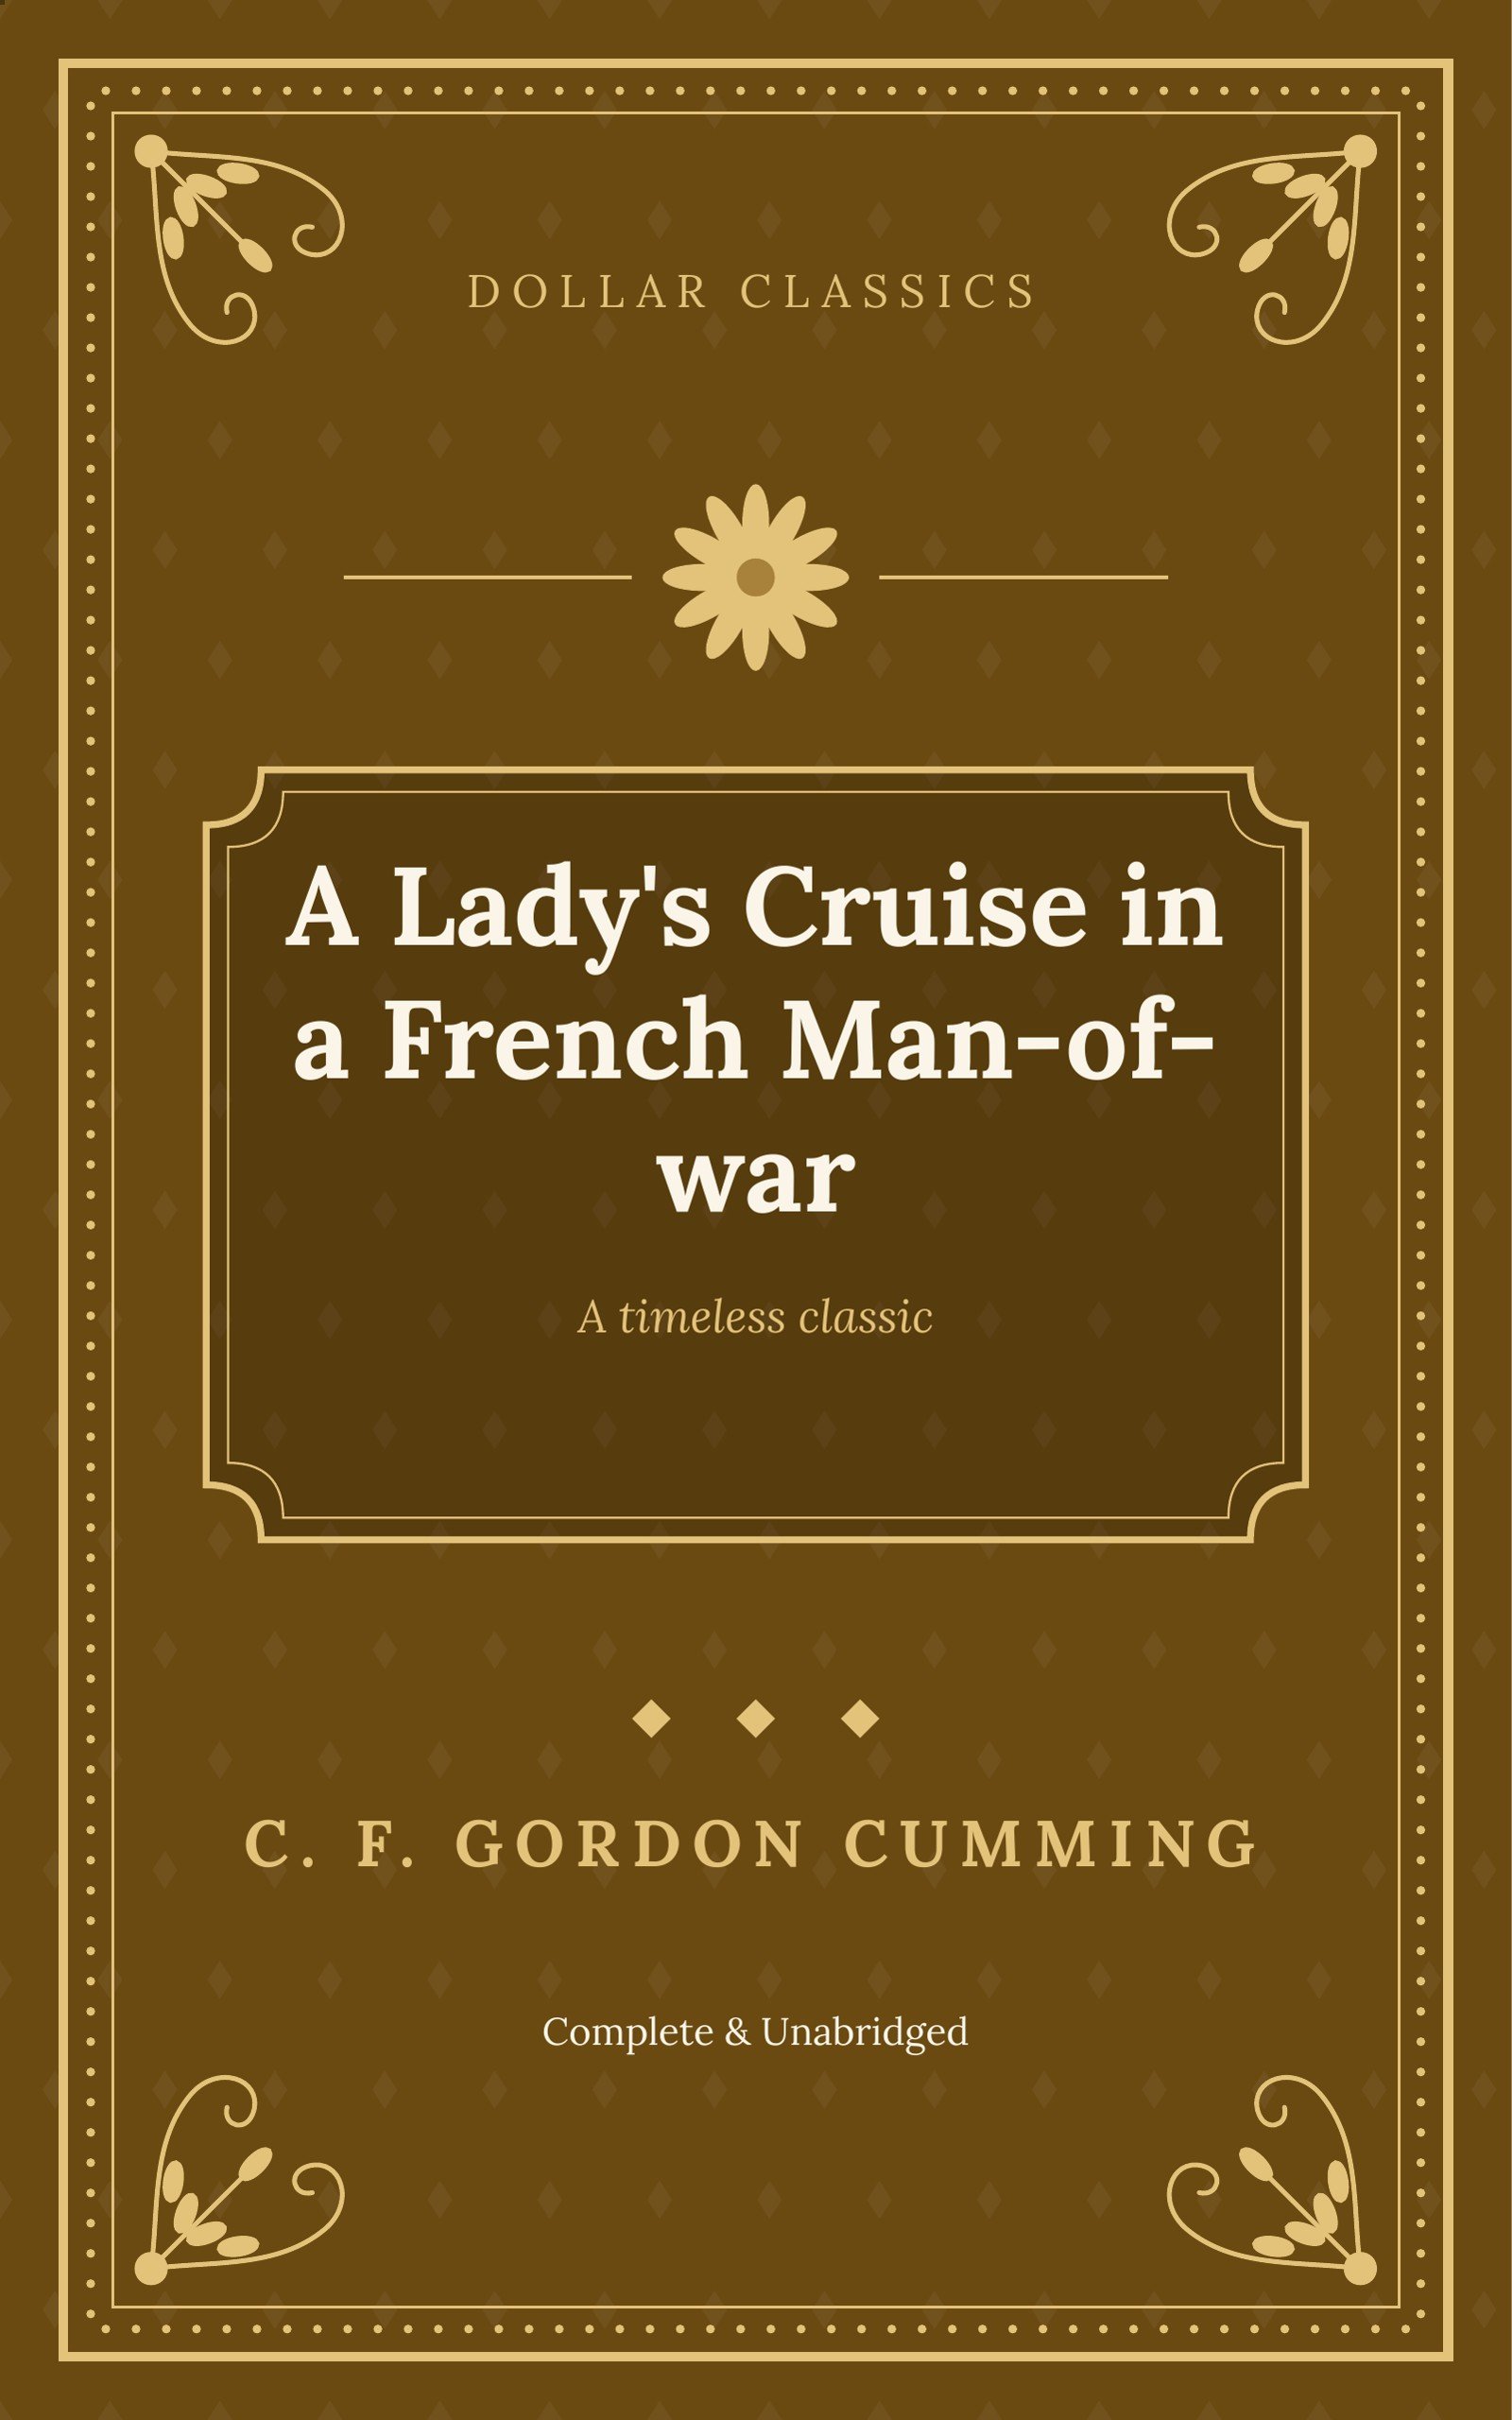 DOLLAR CLASSICS
A Lady's Cruise in
a French Man-of-
war
A timeless classic
C. F. GORDON CUMMING
Complete & Unabridged